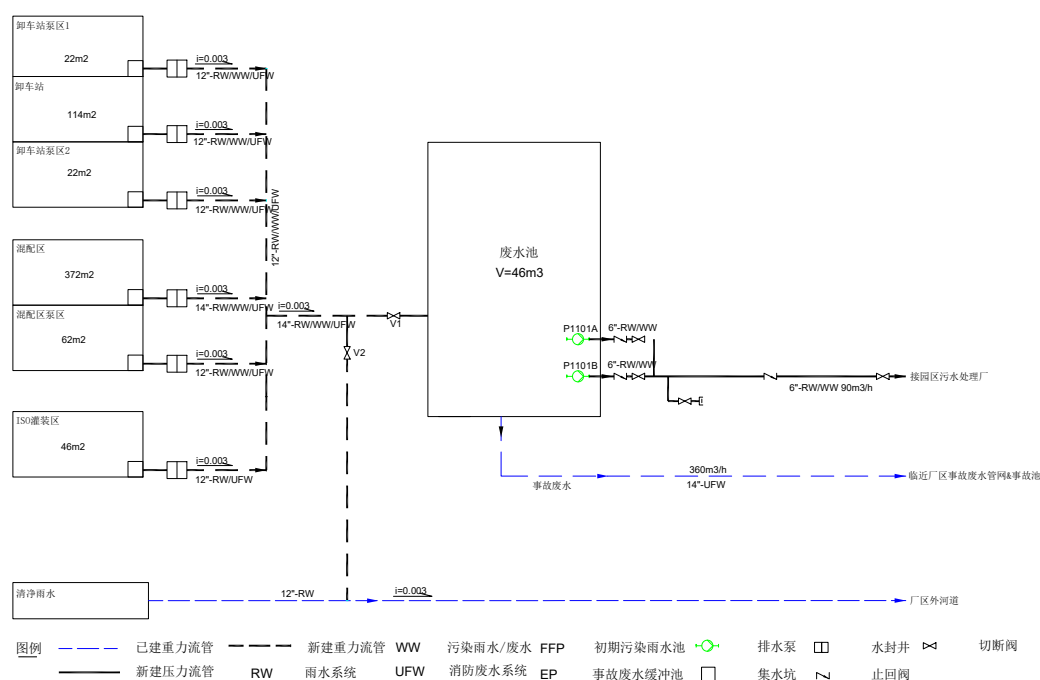 卸车站泵区1
22m2
i=0.003
12"-RW/WW/UFW
卸车站
114m2
i=0.003
12"-RW/WW/UFW
卸车站泵区2
22m2
i=0.003
12"-RW/WW/UFW
12"-RW/WW/UFW
混配区
372m2
i=0.003
14"-RW/WW/UFW
混配区泵区
62m2
i=0.003
12"-RW/WW/UFW
ISO灌装区
46m2
i=0.003
12"-RW/UFW
i=0.003
14"-RW/WW/UFW
V1
V2
废水池
V=46m3
P1101A
6"-RW/WW
P1101B
6"-RW/WW
6"-RW/WW 90m3/h
接园区污水处理厂
事故废水
360m3/h
14"-UFW
临近厂区事故废水管网&事故池
清净雨水
12"-RW
i=0.003
厂区外河道
图例 已建重力流管 新建重力流管 WW 污染雨水/废水 FFP 初期污染雨水池 排水泵 水封井 切断阀
新建压力流管 RW 雨水系统 UFW 消防废水系统 EP 事故废水缓冲池 集水坑 止回阀